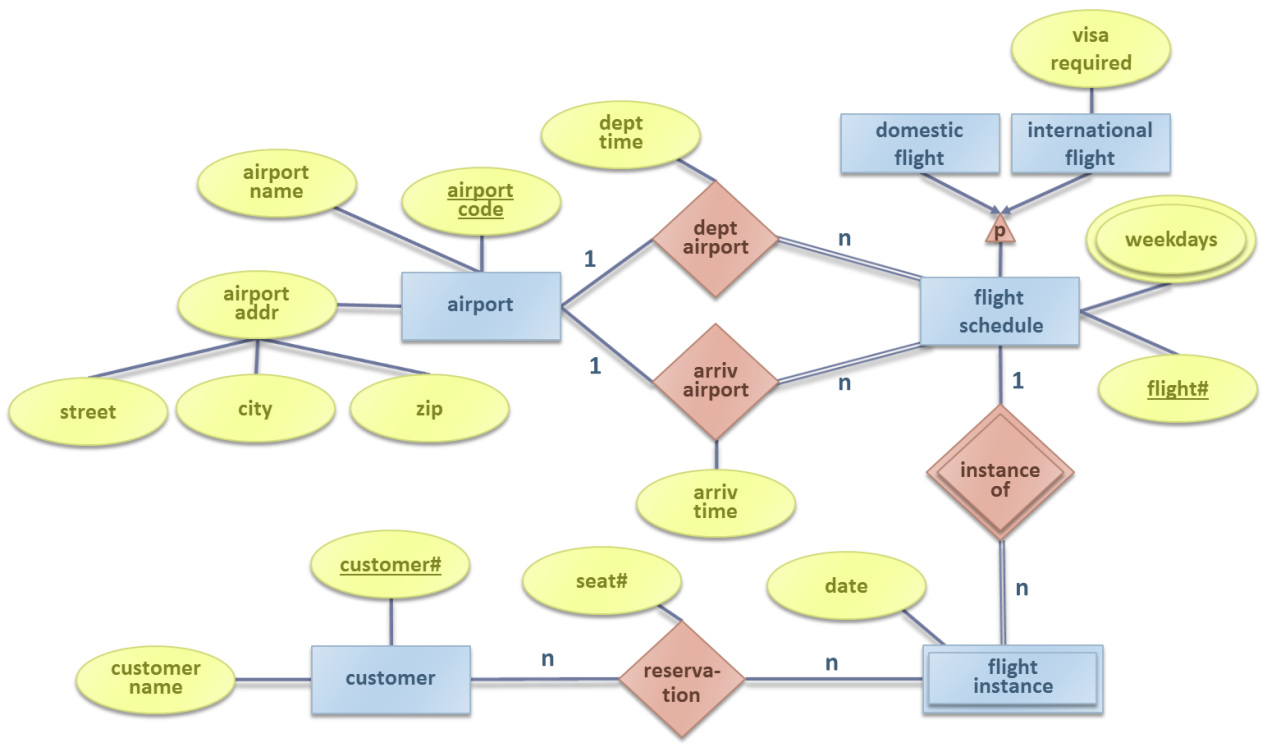 visa
required
dept
time
domestic
flight
international
flight
airport
name
airport
code
dept
airport
n
p
weekdays
1
airport
addr
airport
flight
schedule
1
arriv
airport
n
1
flight#
street
city
zip
instance
of
arriv
time
customer#
seat#
date
n
customer
name
customer
n
reserva-
tion
n
flight
instance